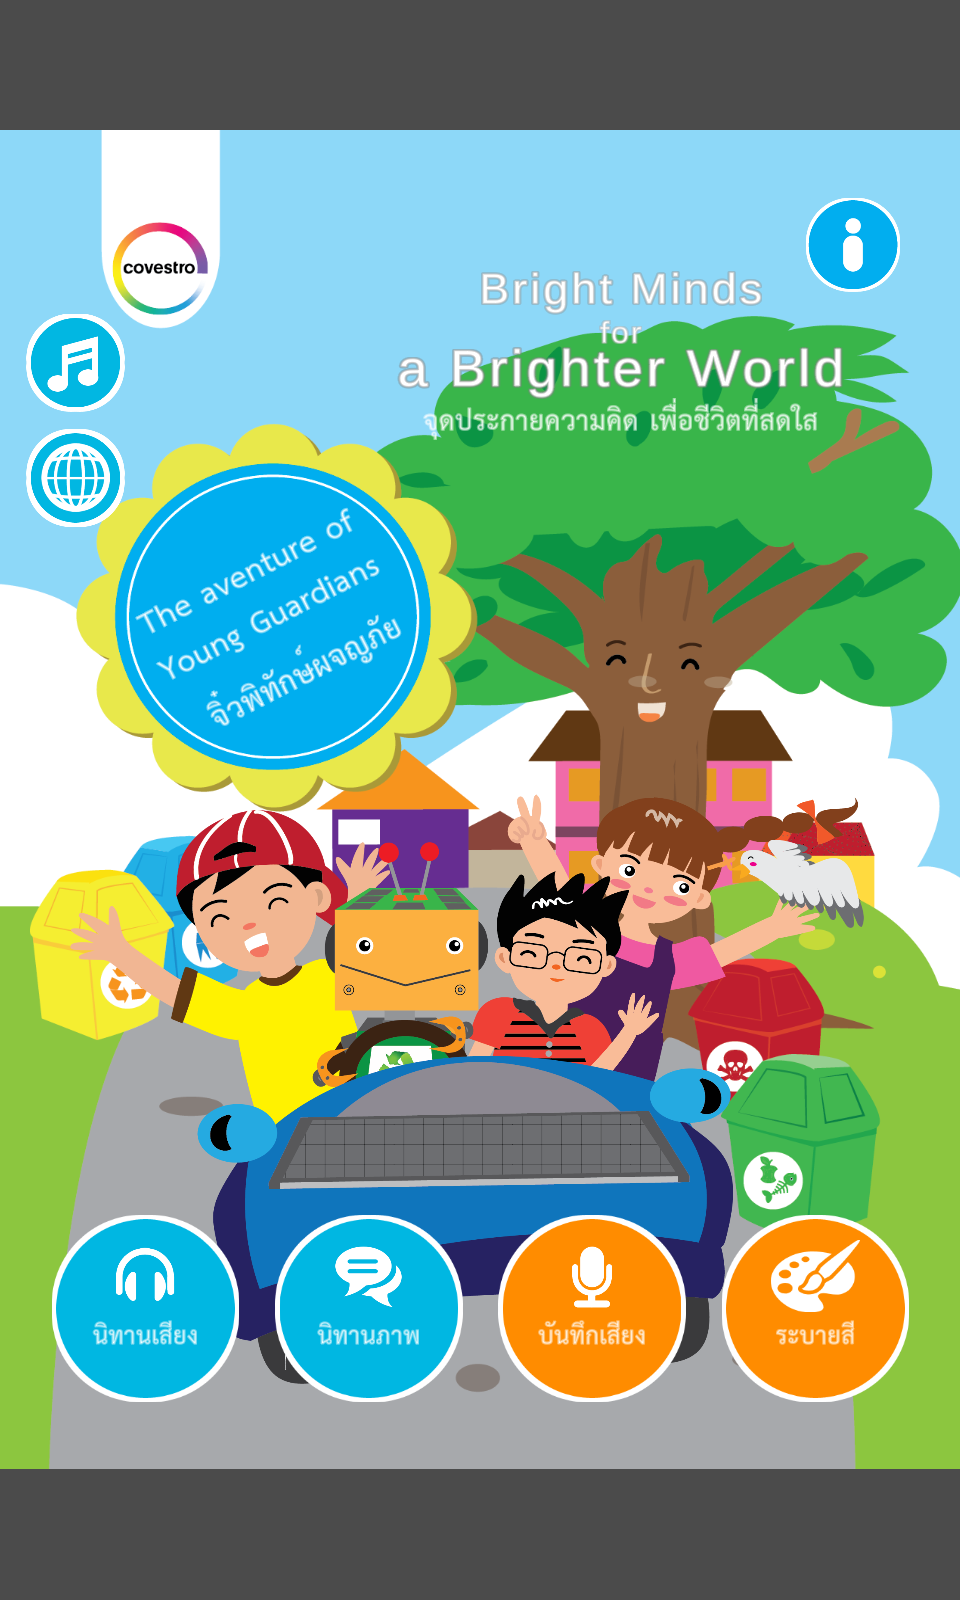 covestro
Bright Minds
for
a Brighter World
จุดประกายความคิด เพื่อชีวิตที่สดใส
The aventure of
Young Guardians
จิ๋วพิทักษ์ผจญภัย
นิทานเสียง
นิทานภาพ
บันทึกเสียง
ระบายสี